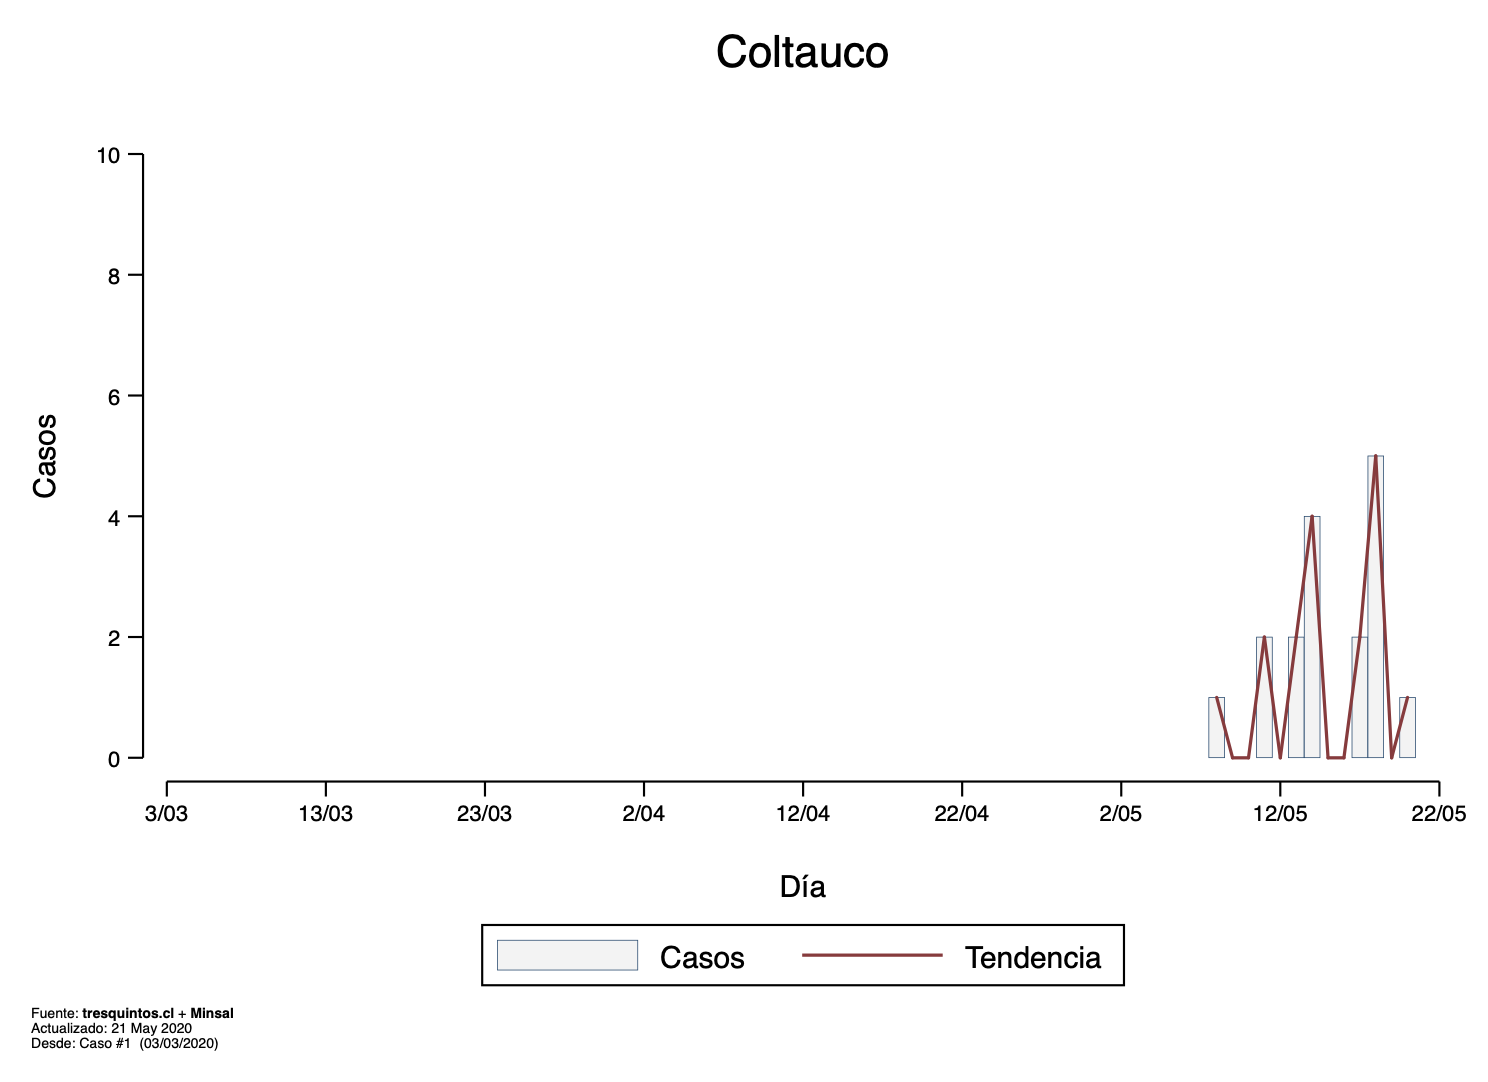 Coltauco
10
8
6
4
2
0
Casos
3/03 13/03 23/03 2/04 12/04 22/04 2/05 12/05 22/05
Día
Casos Tendencia
Fuente: tresquintos.cl + Minsal
Actualizado: 21 May 2020
Desde: Caso #1 (03/03/2020)